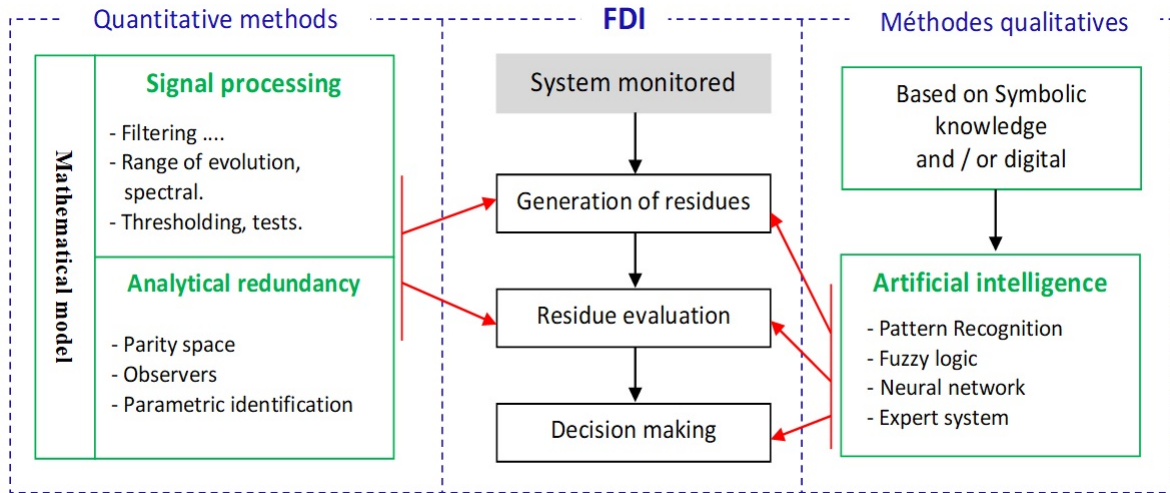 Quantitative methods
FDI
Méthodes qualitatives
Mathematical model
Signal processing
- Filtering ....
- Range of evolution,
spectral.
- Thresholding, tests.
Analytical redundancy
- Parity space
- Observers
- Parametric identification
System monitored
Generation of residues
Residue evaluation
Decision making
Based on Symbolic
knowledge
and / or digital
Artificial intelligence
- Pattern Recognition
- Fuzzy logic
- Neural network
- Expert system